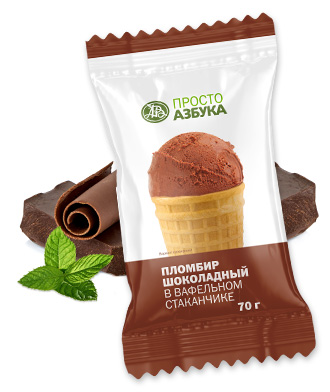 ПРОСТО
АЗБУКА
ПЛОМБИР
ШОКОЛАДНЫЙ
В ВАФЕЛЬНОМ
СТАКАНЧИКЕ
70 г